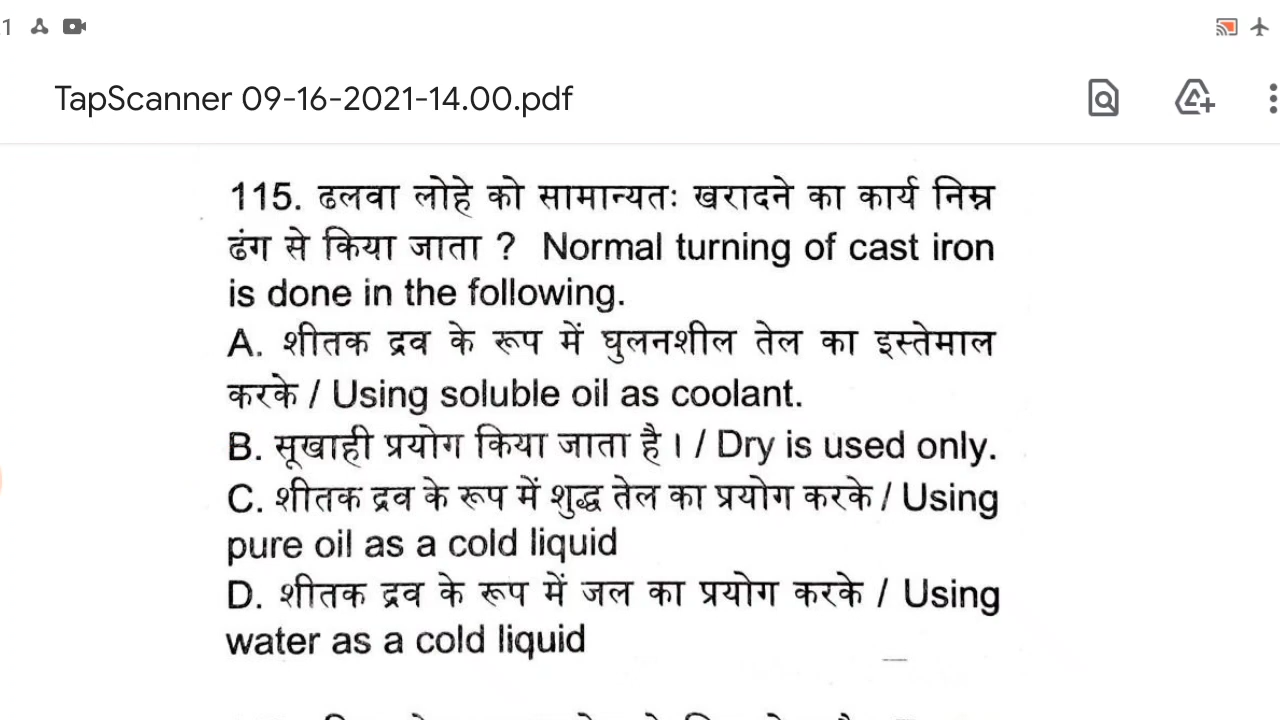 1
TapScanner 09-16-2021-14.00.pdf
115. ढलवा लोहे को सामान्यतः खरादने का कार्य निम्न
ढंग से किया जाता ? Normal turning of cast iron
is done in the following.
A. शीतक द्रव के रूप में घुलनशील तेल का इस्तेमाल
करके / Using soluble oil as coolant.
B. सूखाही प्रयोग किया जाता है। / Dry is used only.
C. शीतक द्रव के रूप में शुद्ध तेल का प्रयोग करके / Using
pure oil as a cold liquid
D. शीतक द्रव के रूप में जल का प्रयोग करके / Using
water as a cold liquid